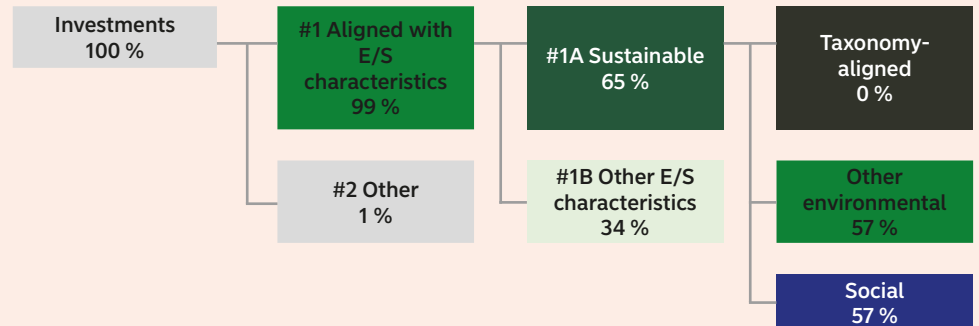 Investments
100 %
#1 Aligned with
E/S
characteristics
99 %
#1A Sustainable
65 %
Taxonomy-
aligned
0 %
#2 Other
1 %
#1B Other E/S
characteristics
34 %
Other
environmental
57 %
Social
57 %